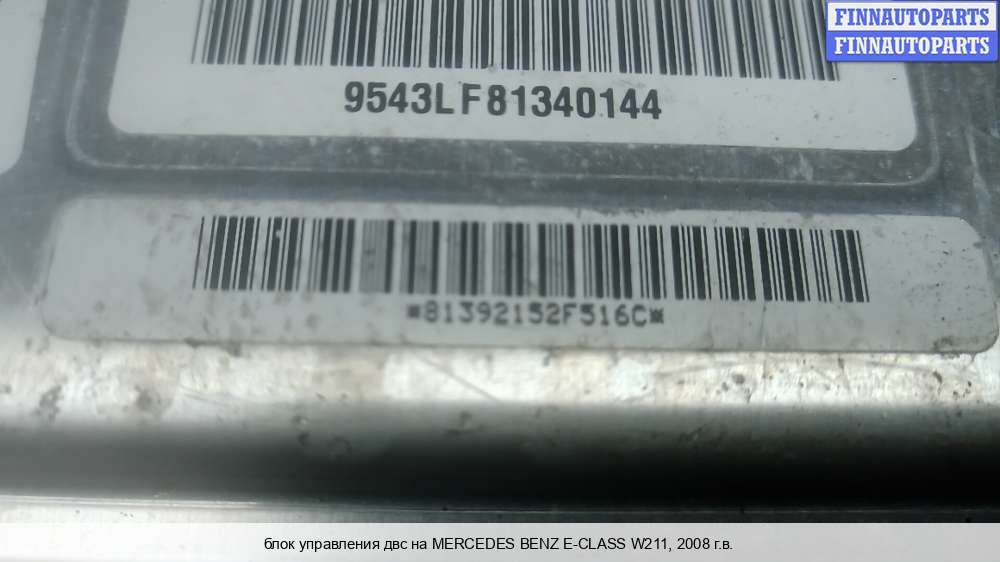 FINNAUTOPARTS
FINNAUTOPARTS
9543LF81340144
*81392152F516C*
блок управления двс на MERCEDES BENZ E-CLASS W211, 2008 г.в.